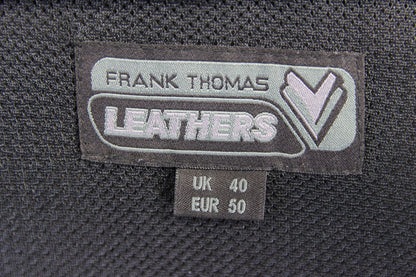 FRANK THOMAS
LEATHERS
UK 40
EUR 50